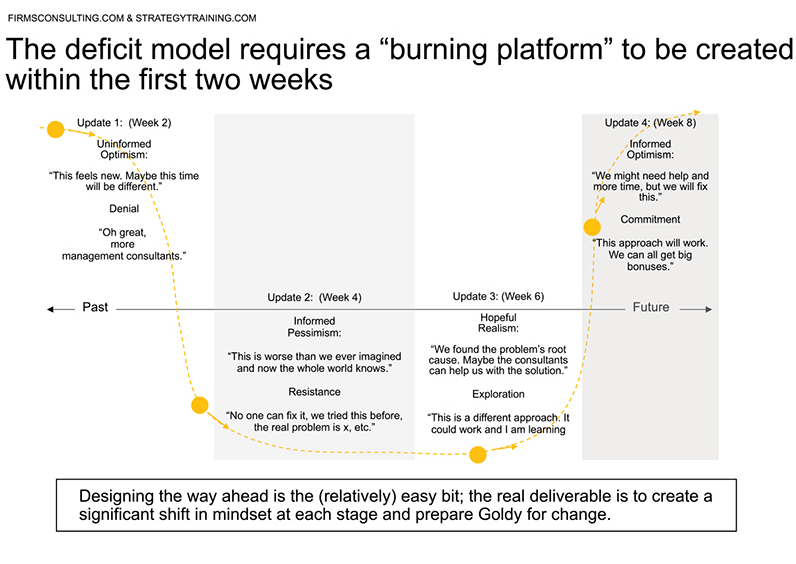 FIRMSCONSULTING.COM & STRATEGYTRAINING.COM
The deficit model requires a “burning platform” to be created
within the first two weeks
Update 1: (Week 2)
Uninformed
Optimism:
“This feels new. Maybe this time
will be different.”
Denial
“Oh great,
more
management consultants.”
Past
Update 2: (Week 4)
Informed
Pessimism:
“This is worse than we ever imagined
and now the whole world knows.”
Resistance
“No one can fix it, we tried this before,
the real problem is x, etc.”
Update 3: (Week 6)
Hopeful
Realism:
“We found the problem’s root
cause. Maybe the consultants
can help us with the solution.”
Exploration
“This is a different approach. It
could work and I am learning
Update 4: (Week 8)
Informed
Optimism:
“We might need help and
more time, but we will fix
this.”
Commitment
“This approach will work.
We can all get big
bonuses.”
Future
Designing the way ahead is the (relatively) easy bit; the real deliverable is to create a
significant shift in mindset at each stage and prepare Goldy for change.